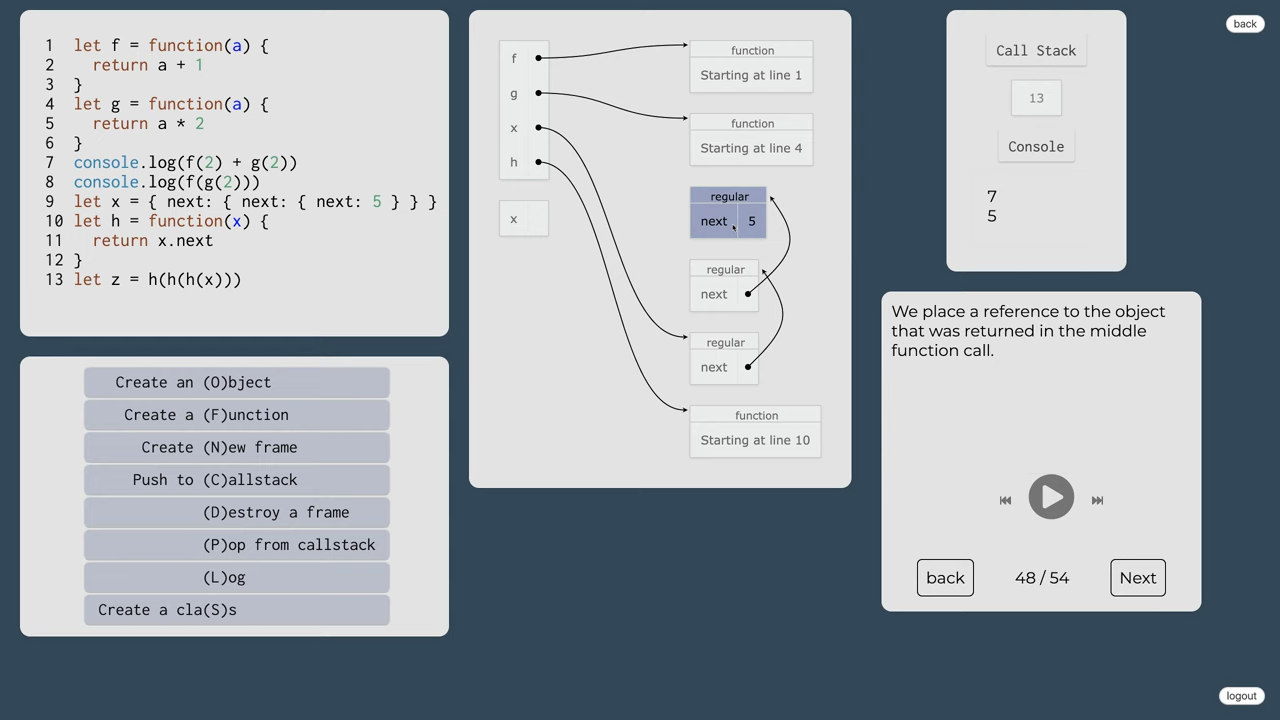 1 let f = function(a) {
2 return a + 1
3 }
4 let g = function(a) {
5 return a * 2
6 }
7 console.log(f(2) + g(2))
8 console.log(f(g(2)))
9 let x = { next: { next: { next: 5 } } }
10 let h = function(x) {
11 return x.next
12 }
13 let z = h(h(h(x)))
Create an (O)bject
Create a (F)unction
Create (N)ew frame
Push to (C)allstack
(D)estroy a frame
(P)op from callstack
(L)og
Create a cla(S)s
f
g
x
h
x
function
Starting at line 1
function
Starting at line 4
regular
next 5
regular
next
regular
next
function
Starting at line 10
Call Stack
13
Console
7
5
We place a reference to the object
that was returned in the middle
function call.
back
48 / 54
Next
back
logout